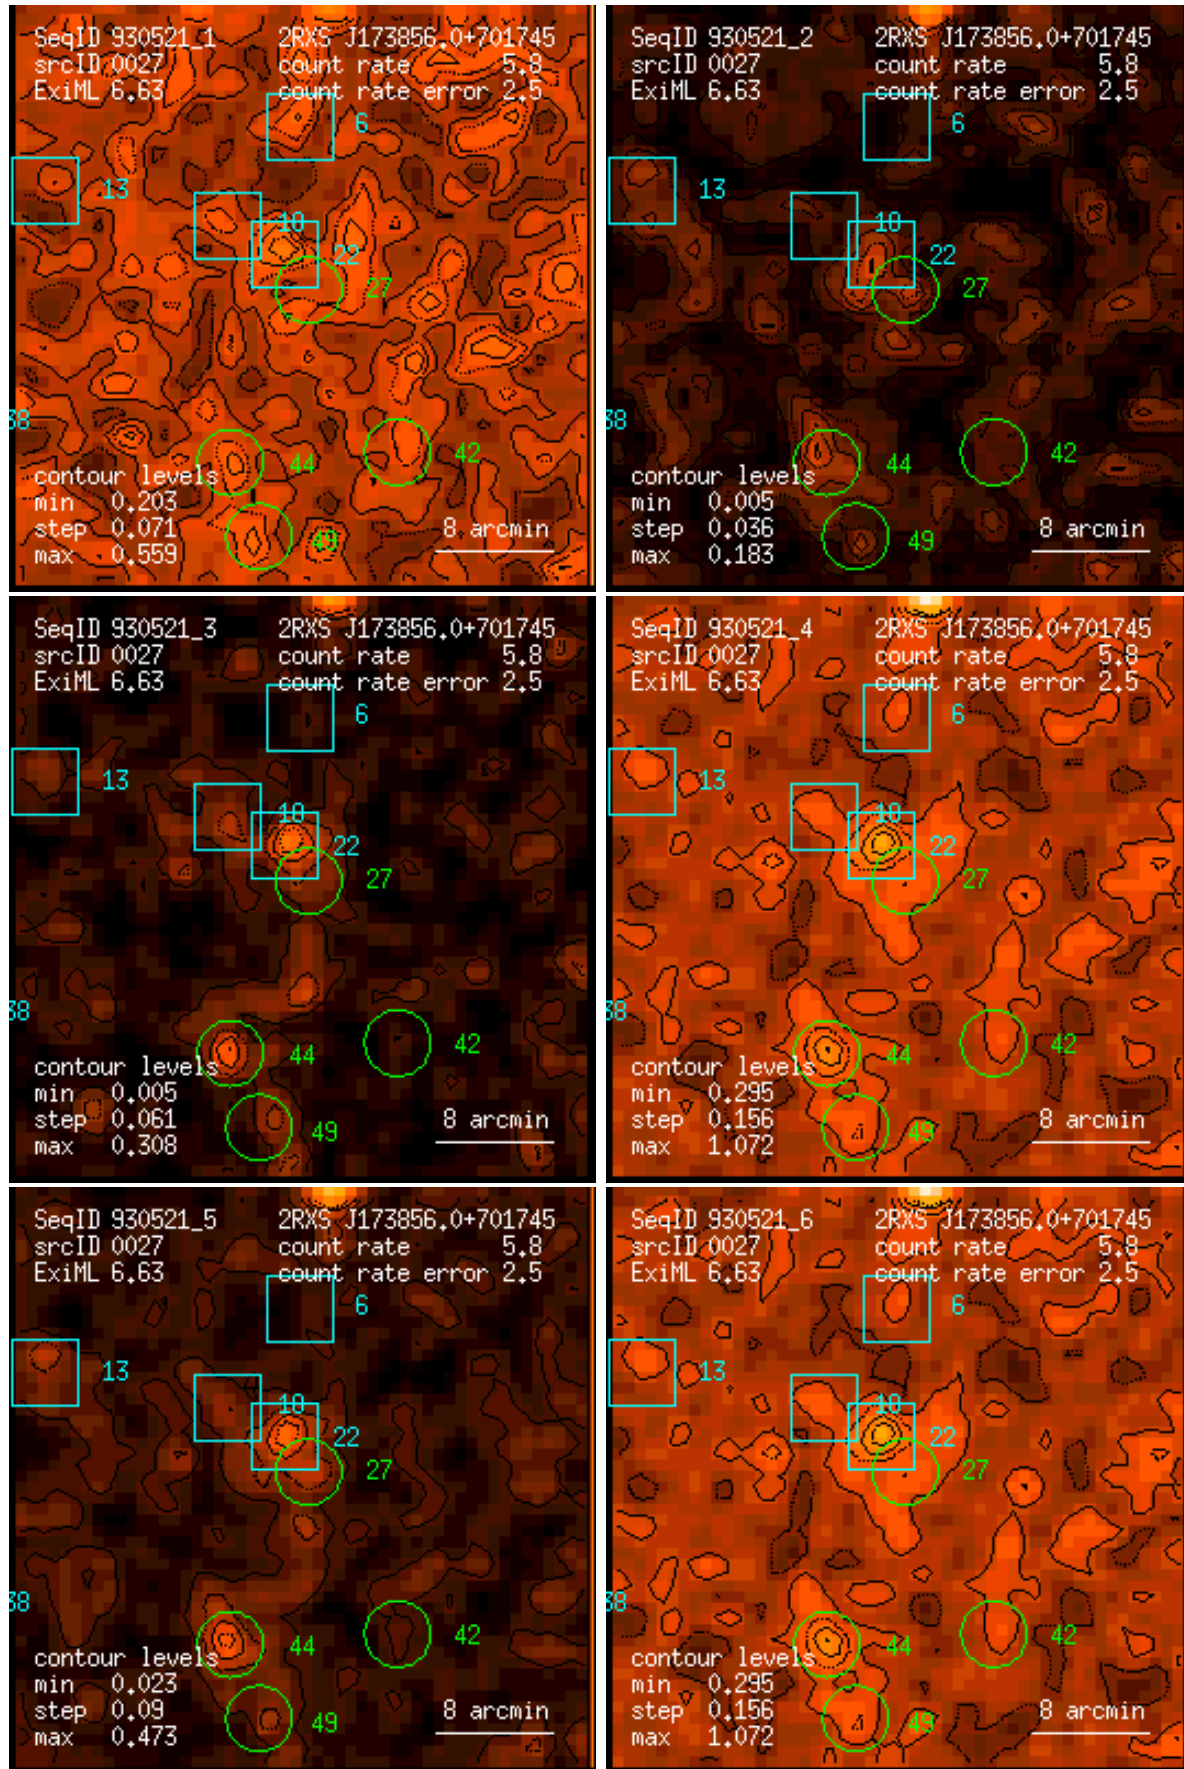 SeqID 930521_1 2RXS J173856.0+701745
srcID 0027 count rate 5.8
ExiML 6.63 count rate error 2.5
6
13
10
22
27
38
44 42
contour levels
min 0.203
step 0.071 49 8 arcmin
max 0.559
SeqID 930521_2 2RXS J173856.0+701745
srcID 0027 count rate 5.8
ExiML 6.63 count rate error 2.5
6
13
10
22
27
38
44 42
contour levels
min 0.005
step 0.036 49 8 arcmin
max 0.183
SeqID 930521_3 2RXS J173856.0+701745
srcID 0027 count rate 5.8
ExiML 6.63 count rate error 2.5
6
13
10
22
27
38
44 42
contour levels
min 0.005
step 0.061 49 8 arcmin
max 0.308
SeqID 930521_4 2RXS J173856.0+701745
srcID 0027 count rate 5.8
ExiML 6.63 count rate error 2.5
6
13
10
22
27
38
44 42
contour levels
min 0.295
step 0.156 49 8 arcmin
max 1.072
SeqID 930521_5 2RXS J173856.0+701745
srcID 0027 count rate 5.8
ExiML 6.63 count rate error 2.5
6
13
10
22
27
38
44 42
contour levels
min 0.023
step 0.09 49 8 arcmin
max 0.473
SeqID 930521_6 2RXS J173856.0+701745
srcID 0027 count rate 5.8
ExiML 6.63 count rate error 2.5
6
13
10
22
27
38
44 42
contour levels
min 0.295
step 0.156 49 8 arcmin
max 1.072